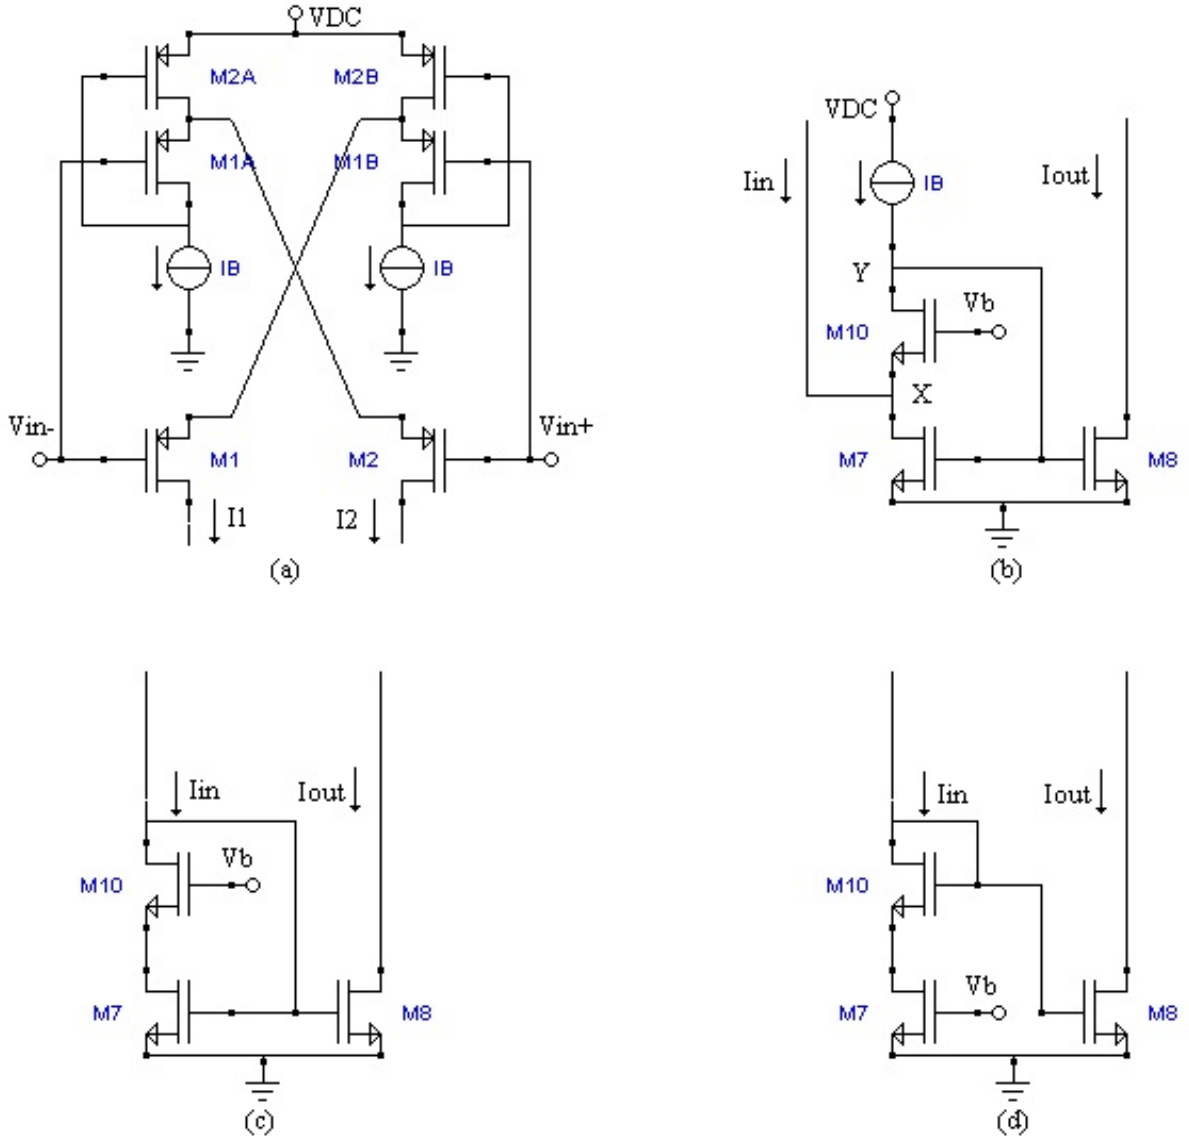 VDC
M2A M2B
M1A M1B
IB IB
Vin- Vin+
M1 M2
I1 I2
(a)
VDC
Iin IB Iout
Y
Vb
M10
X
M7 M8
(b)
Iin Iout
Vb
M10
M7 M8
(c)
Iin Iout
M10
Vb
M7 M8
(d)